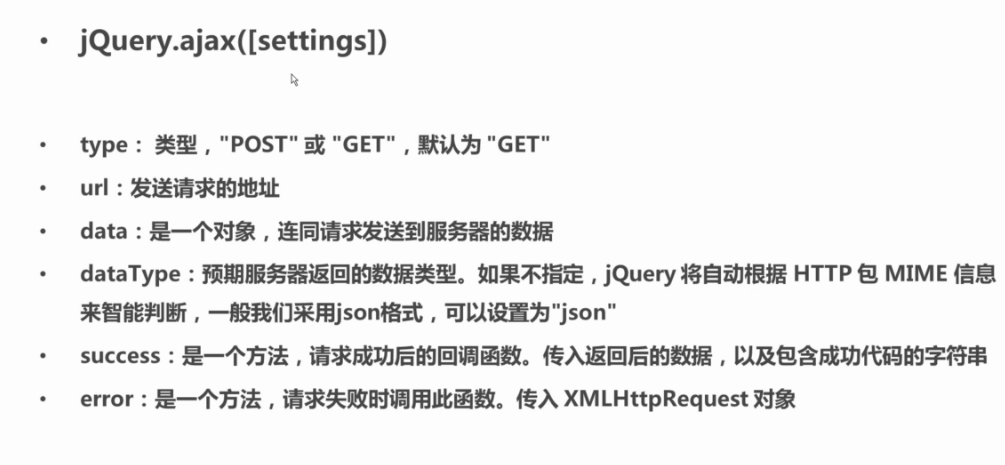 • jQuery.ajax([settings])
• type： 类型，"POST" 或 "GET"，默认为 "GET"
• url：发送请求的地址
• data：是一个对象，连同请求发送到服务器的数据
• dataType：预期服务器返回的数据类型。如果不指定，jQuery 将自动根据 HTTP 包 MIME 信息
来智能判断，一般我们采用json格式，可以设置为"json"
• success：是一个方法，请求成功后的回调函数。传入返回后的数据，以及包含成功代码的字符串
• error：是一个方法，请求失败时调用此函数。传入 XMLHttpRequest 对象